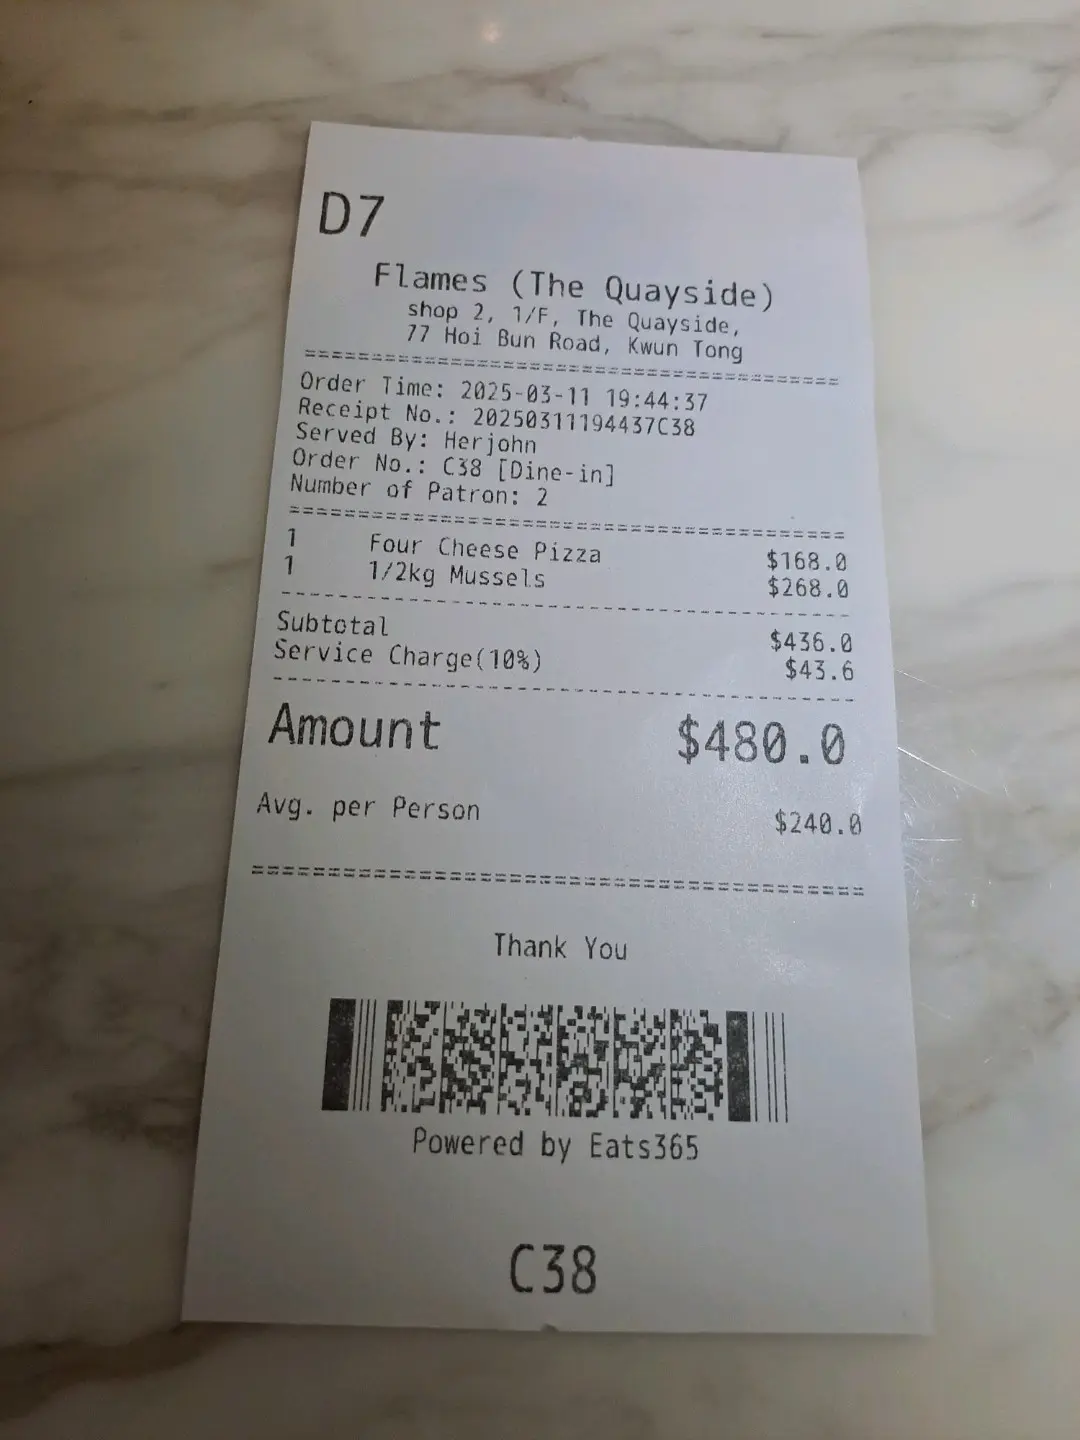 D7
Flames (The Quayside)
shop 2, 1/F, The Quayside,
77 Hoi Bun Road, Kwun Tong
Order Time: 2025-03-11 19:44:37
Receipt No.: 20250311194437C38
Served By: Herjohn
Order No.: C38 [Dine-in]
Number of Patron: 2
1 Four Cheese Pizza $168.0
1 1/2kg Mussels $268.0
Subtotal $436.0
Service Charge(10%) $43.6
Amount $480.0
Avg. per Person $240.0
Thank You
Powered by Eats365
C38